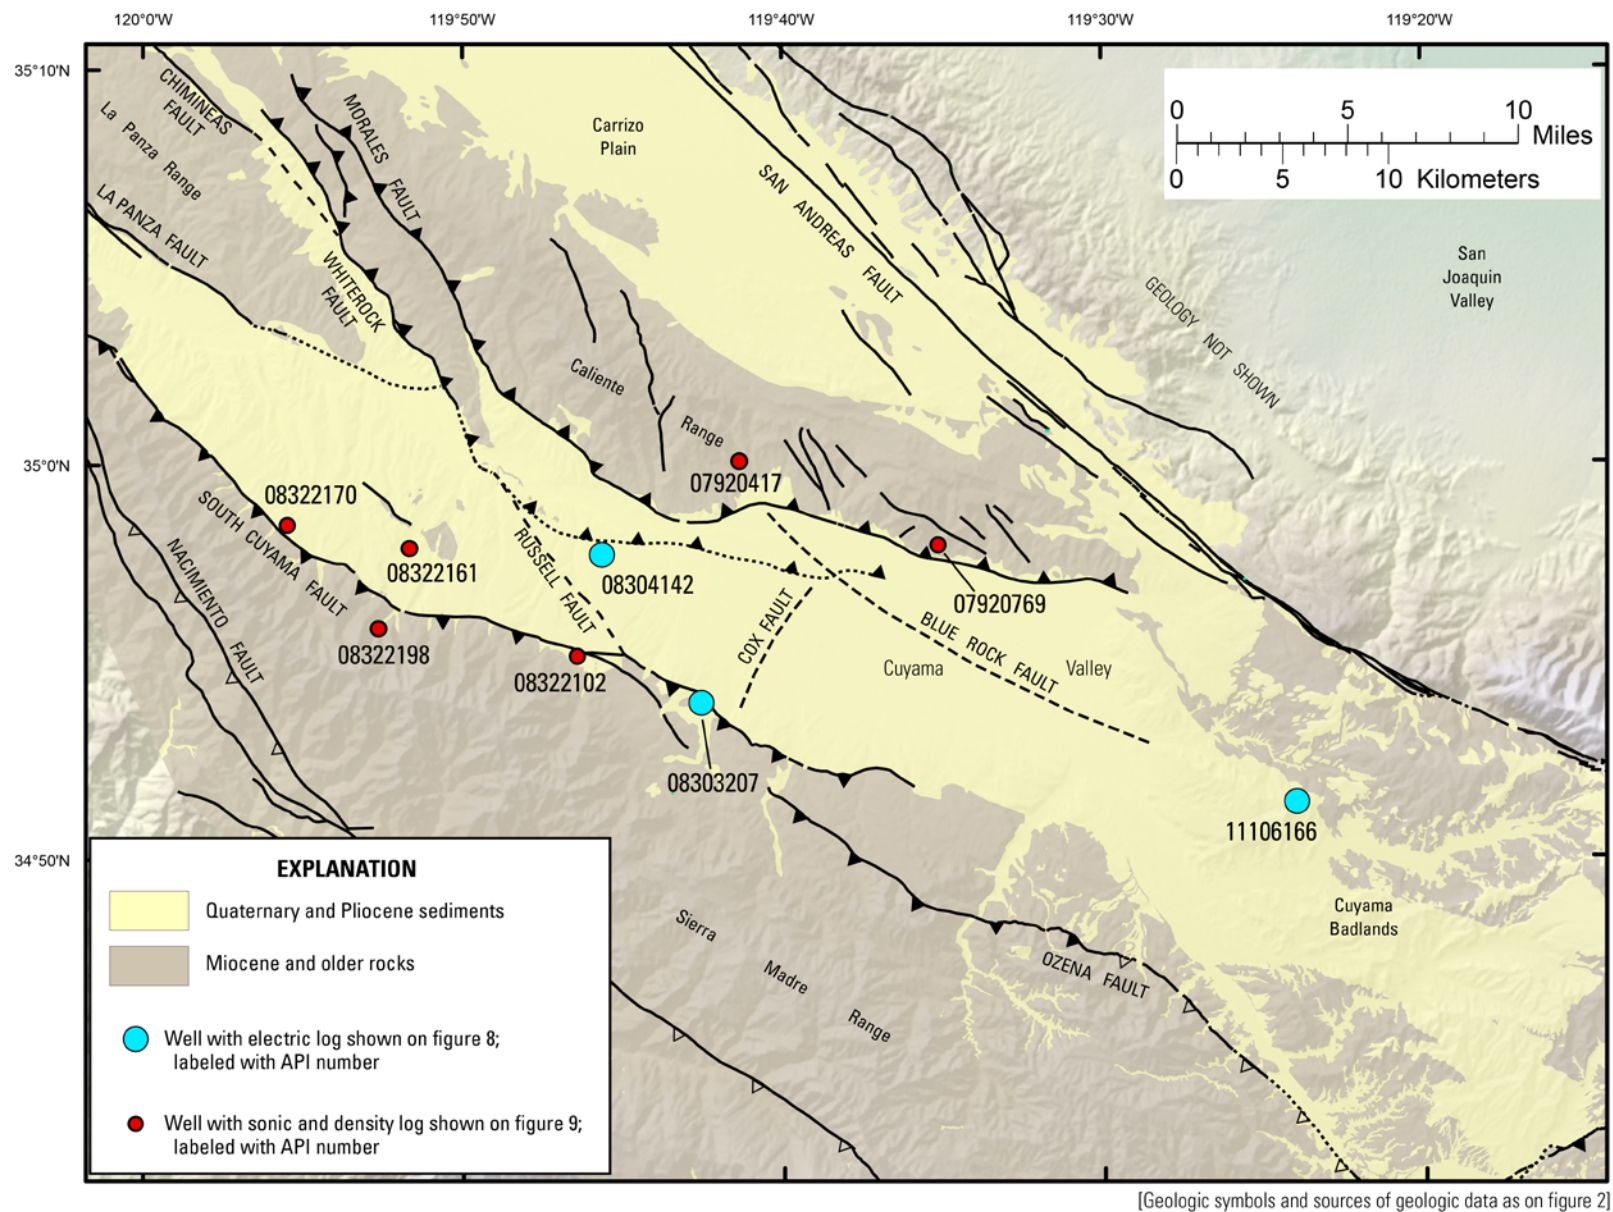 120°0'W
119°50'W
119°40'W
119°30'W
119°20'W
35°10'N
35°0'N
34°50'N
0 5 10 Miles
0 5 10 Kilometers
CHIMINEAS
FAULT
La Panza Range
LA PANZA FAULT
MORALES FAULT
WHITEROCK
FAULT
Carrizo
Plain
SAN ANDREAS FAULT
San
Joaquin
Valley
GEOLOGY NOT SHOWN
Caliente Range
07920417
08322170
SOUTH CUYAMA FAULT
08322161
NACIMIENTO FAULT
RUSSELL FAULT
08304142
07920769
08322198
08322102
COX FAULT
BLUE ROCK FAULT
Cuyama Valley
08303207
11106166
Cuyama
Badlands
Sierra Madre Range
OZENA FAULT
EXPLANATION
Quaternary and Pliocene sediments
Miocene and older rocks
Well with electric log shown on figure 8;
labeled with API number
Well with sonic and density log shown on figure 9;
labeled with API number
[Geologic symbols and sources of geologic data as on figure 2]